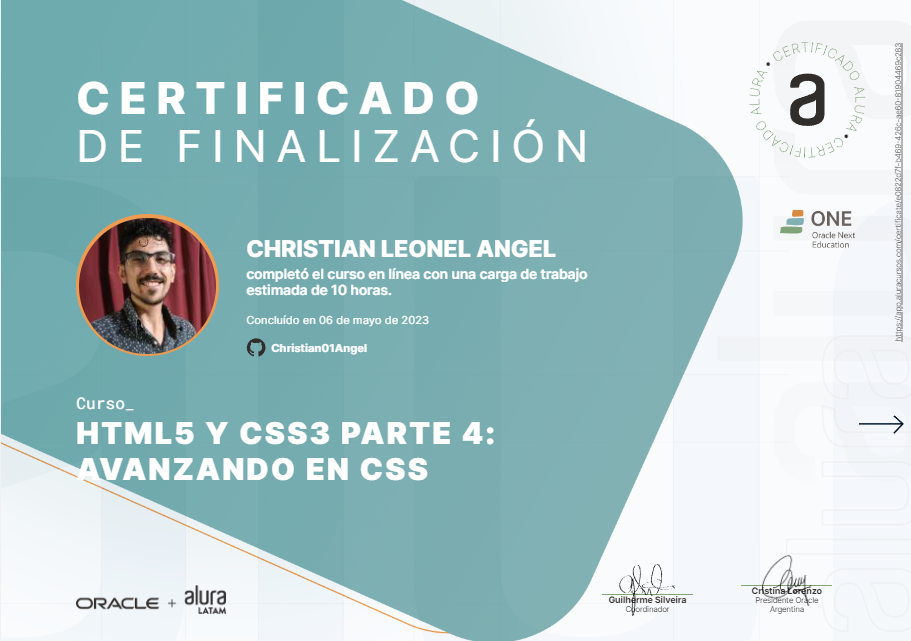 CERTIFICADO
DE FINALIZACIÓN
CERTIFICADO ALURA • CERTIFICADO ALURA •
a
ONE
Oracle Next
Education
CHRISTIAN LEONEL ANGEL
completó el curso en línea con una carga de trabajo
estimada de 10 horas.
Concluído en 06 de mayo de 2023
Christian01Angel
Curso_
HTML5 Y CSS3 PARTE 4:
AVANZANDO EN CSS
ORACLE + alura
LATAM
Guilherme Silveira
Coordinador
Cristina Lorenzo
Presidente Oracle
Argentina
alura